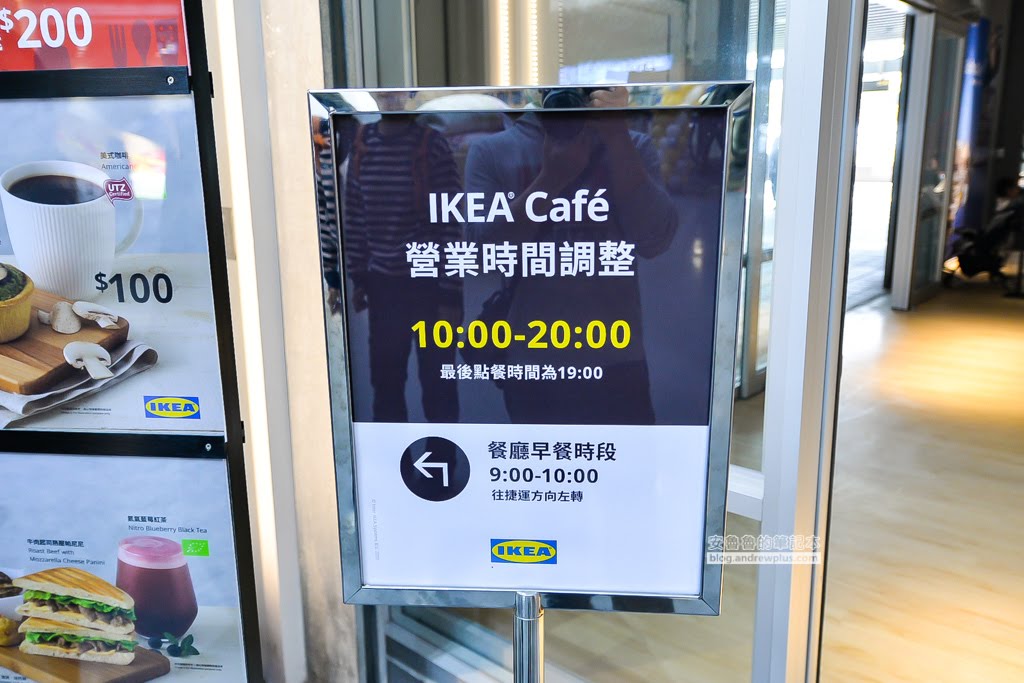 $200
美式咖啡
American
UTZ
Certified
$100
IKEA
氮氣藍莓紅茶
Nitro Blueberry Black Tea
牛肉起司熱壓帕尼尼
Roast Beef with
Mozzarella Cheese Panini
IKEA® Café
營業時間調整
10:00-20:00
最後點餐時間為19:00
餐廳早餐時段
9:00-10:00
往捷運方向左轉
IKEA
安魯魯的筆記本
blog.andrewplus.com